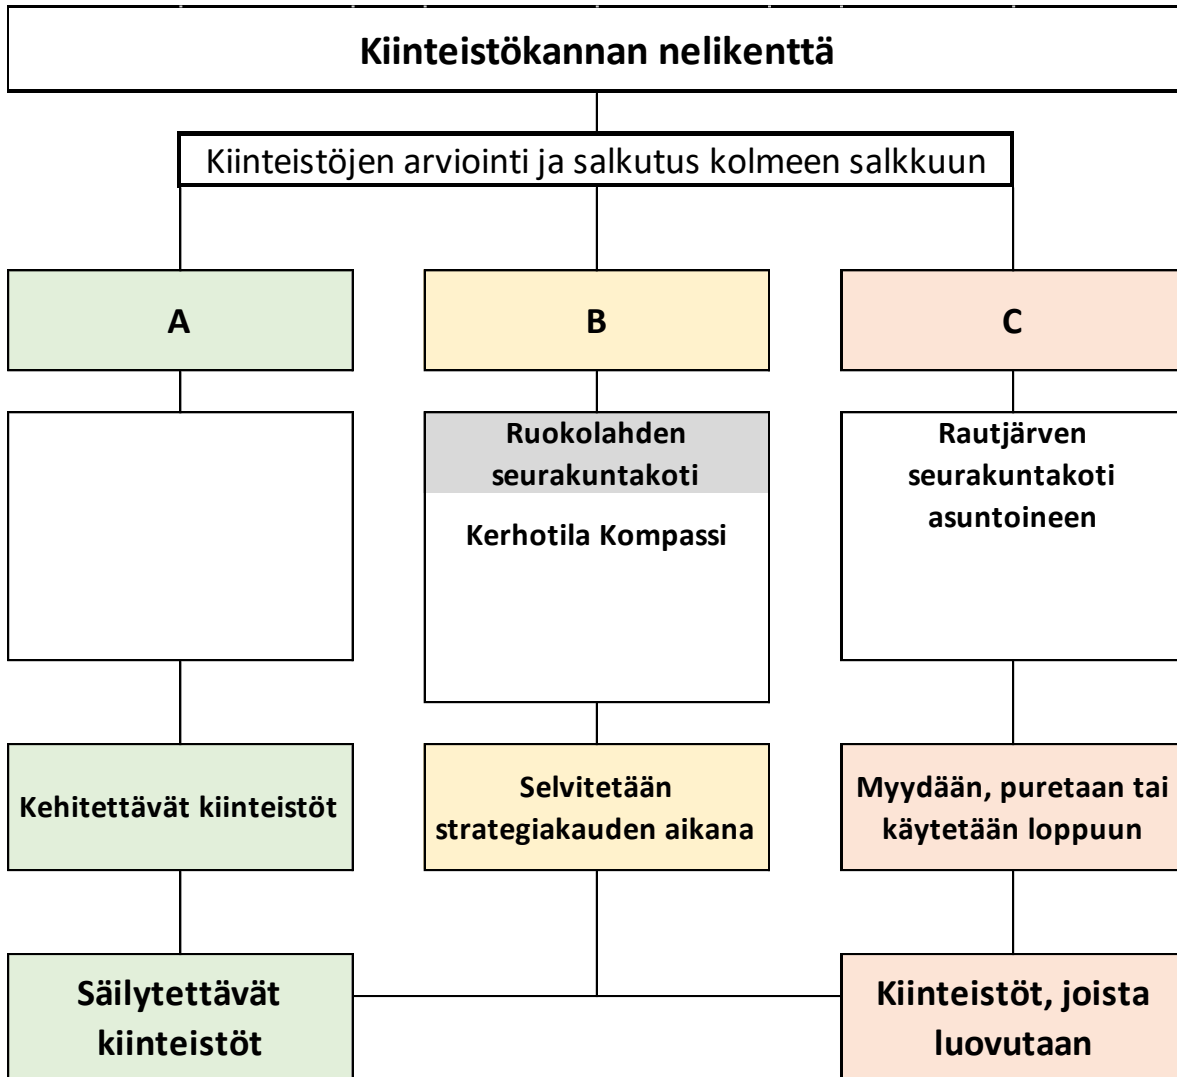 Kiinteistökannan nelikenttä
Kiinteistöjen arviointi ja salkutus kolmeen salkkuun
A
B
C
Ruokolahden
seurakuntakoti
Kerhotila Kompassi
Rautjärven
seurakuntakoti
asuntoineen
Kehitettävät kiinteistöt
Selvitetään
strategiakauden aikana
Myydään, puretaan tai
käytetään loppuun
Säilytettävät
kiinteistöt
Kiinteistöt, joista
luovutaan